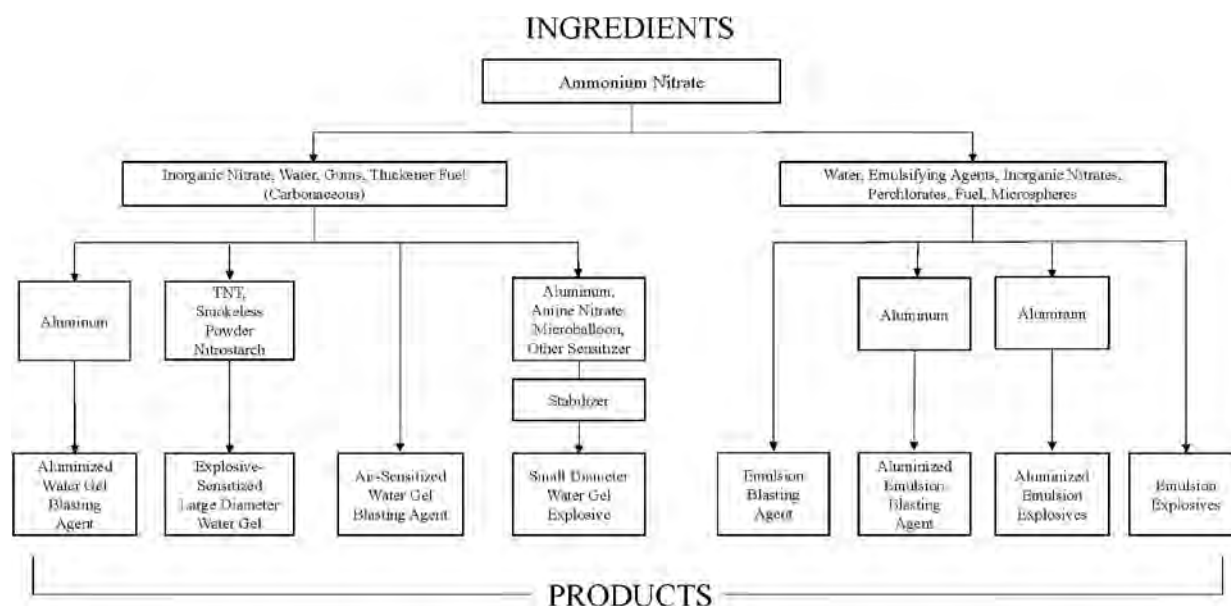 INGREDIENTS
Ammonium Nitrate
Inorganic Nitrate, Water, Gums, Thickener Fuel
(Carbonaceous)
Water, Emulsifying Agents, Inorganic Nitrates,
Perchlorates, Fuel, Microspheres
Aluminum
TNT,
Smokeless
Powder
Nitrostarch
Aluminum,
Amine Nitrate
Microballoon,
Other Sensitizer
Aluminum
Aluminum
Stabilizer
Aluminized
Water Gel
Blasting
Agent
Explosive-
Sensitized
Large Diameter
Water Gel
Air-Sensitized
Water Gel
Blasting Agent
Small Diameter
Water Gel
Explosive
Emulsion
Blasting
Agent
Aluminized
Emulsion
Blasting
Agent
Aluminized
Emulsion
Explosives
Emulsion
Explosives
PRODUCTS